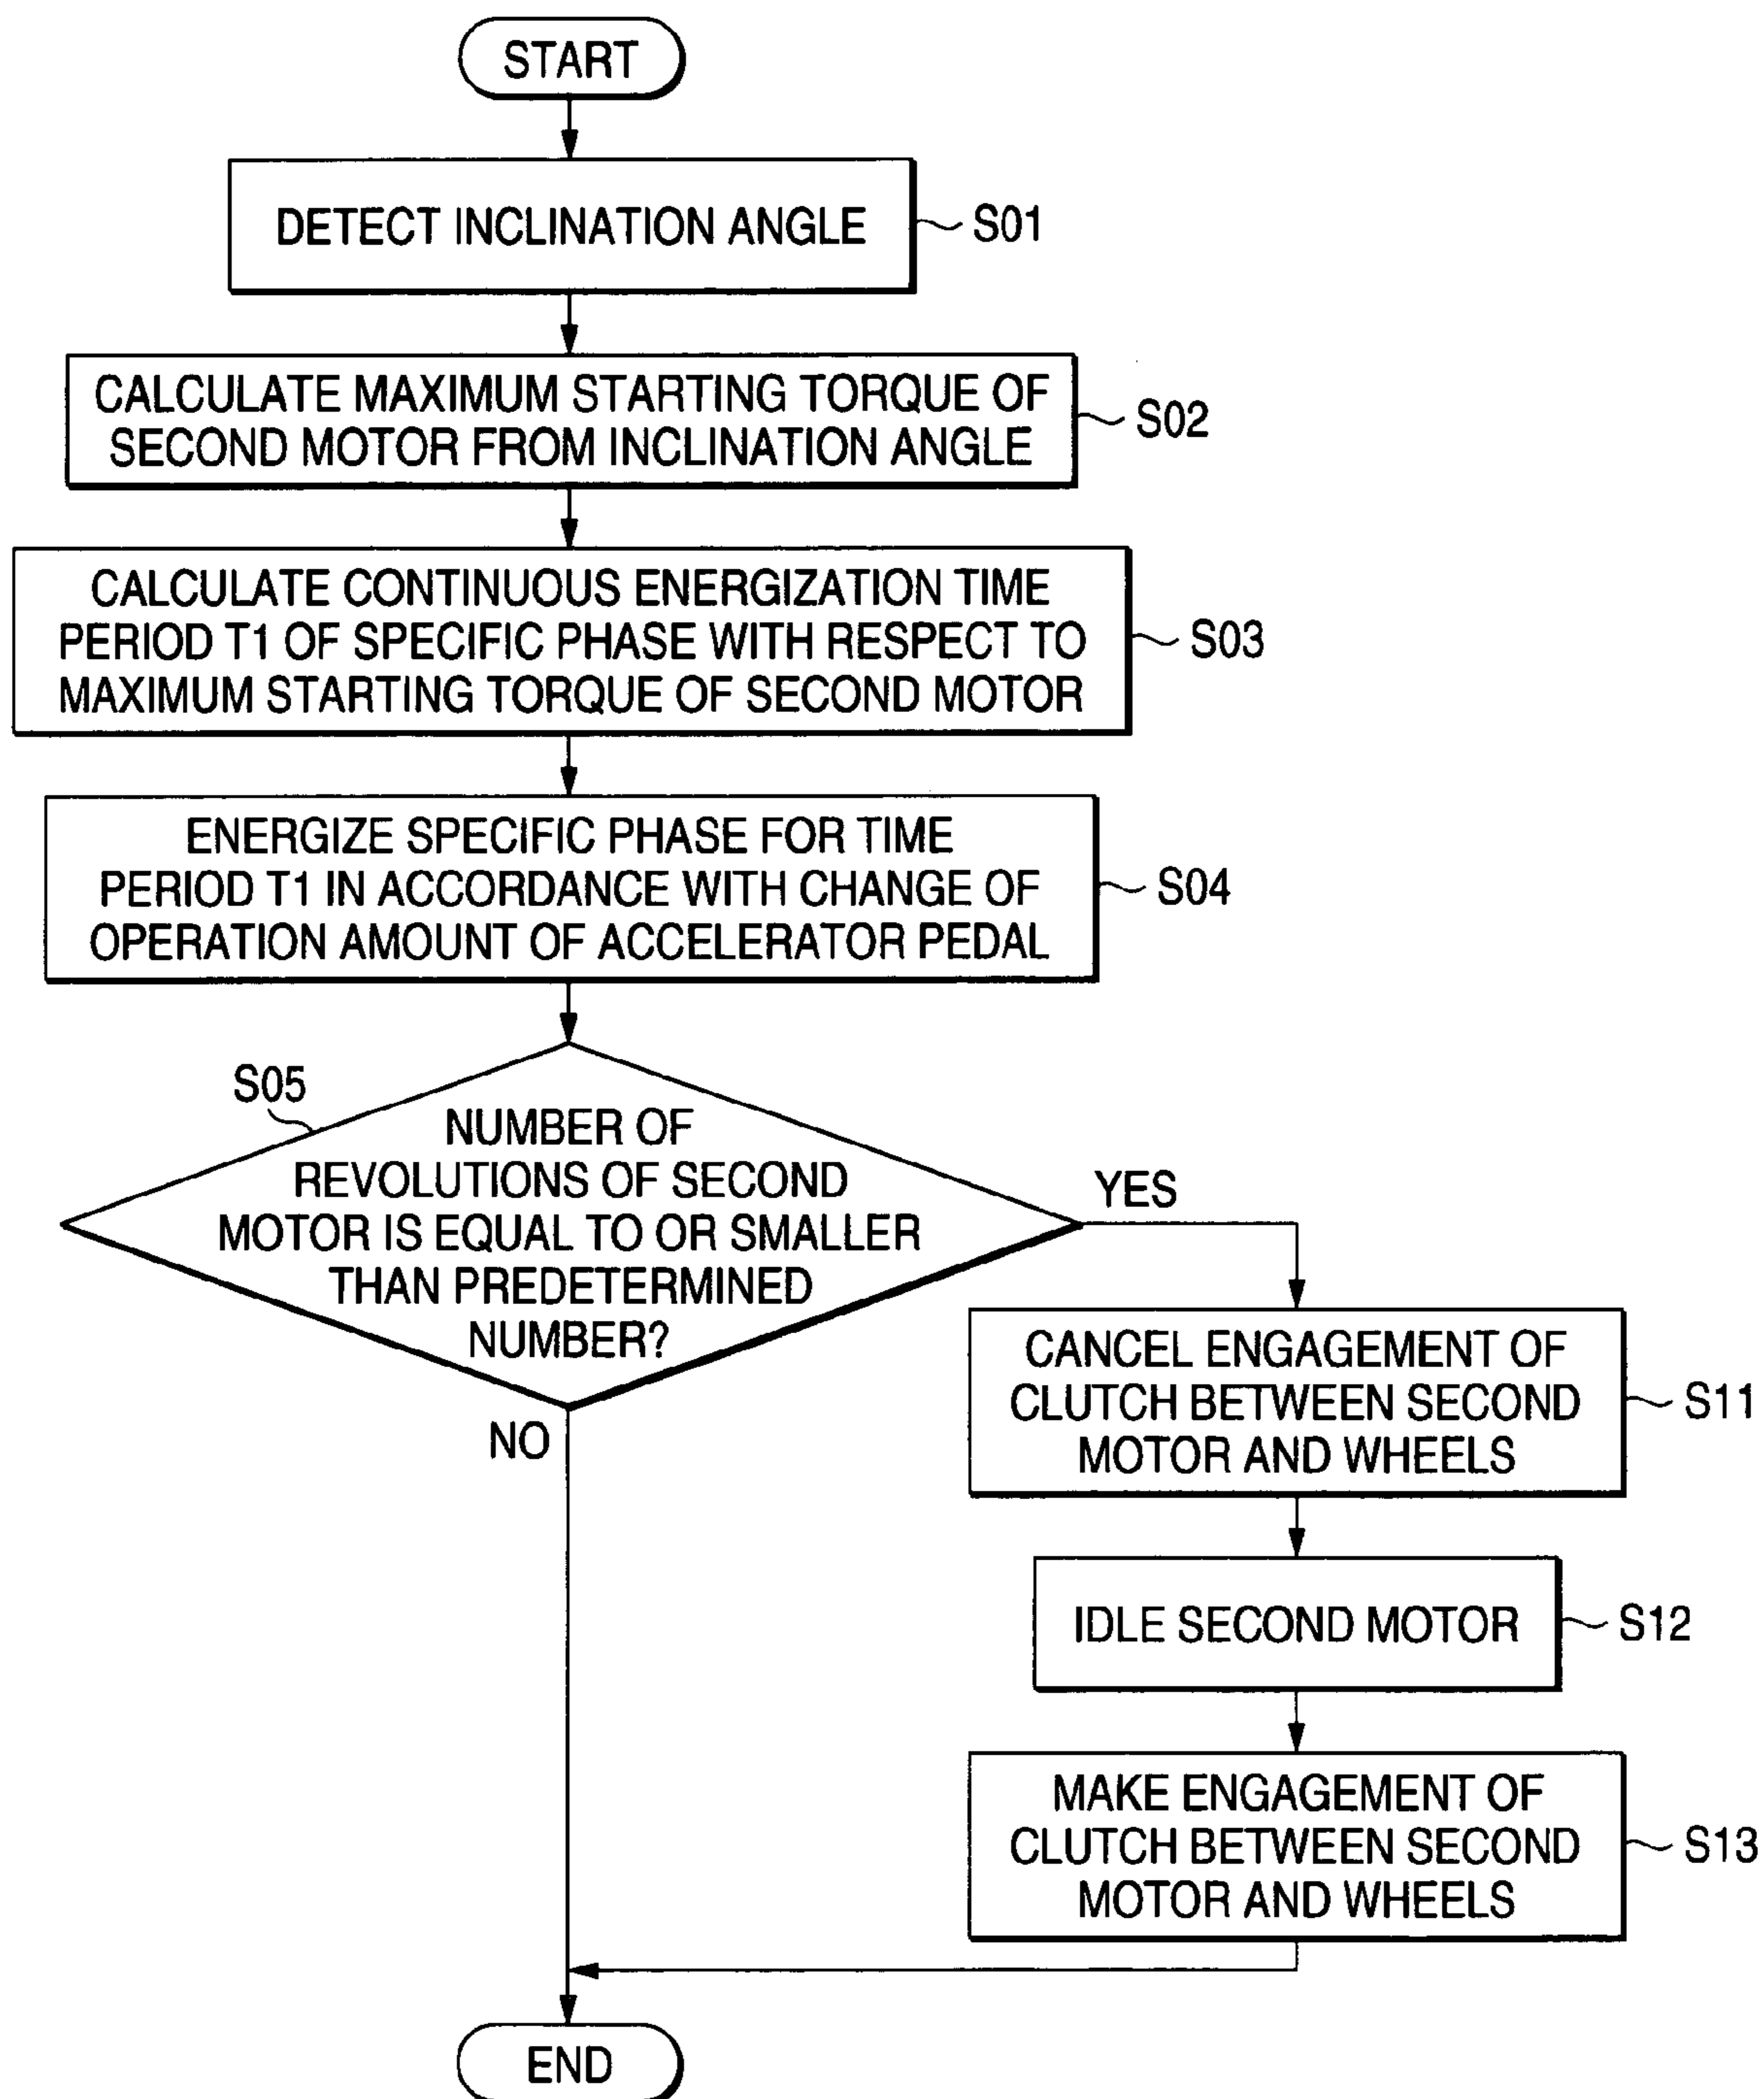 START
DETECT INCLINATION ANGLE
S01
CALCULATE MAXIMUM STARTING TORQUE OF
SECOND MOTOR FROM INCLINATION ANGLE
S02
CALCULATE CONTINUOUS ENERGIZATION TIME
PERIOD T1 OF SPECIFIC PHASE WITH RESPECT TO
MAXIMUM STARTING TORQUE OF SECOND MOTOR
S03
ENERGIZE SPECIFIC PHASE FOR TIME
PERIOD T1 IN ACCORDANCE WITH CHANGE OF
OPERATION AMOUNT OF ACCELERATOR PEDAL
S04
S05
NUMBER OF
REVOLUTIONS OF SECOND
MOTOR IS EQUAL TO OR SMALLER
THAN PREDETERMINED
NUMBER?
YES
NO
CANCEL ENGAGEMENT OF
CLUTCH BETWEEN SECOND
MOTOR AND WHEELS
S11
IDLE SECOND MOTOR
S12
MAKE ENGAGEMENT OF
CLUTCH BETWEEN SECOND
MOTOR AND WHEELS
S13
END